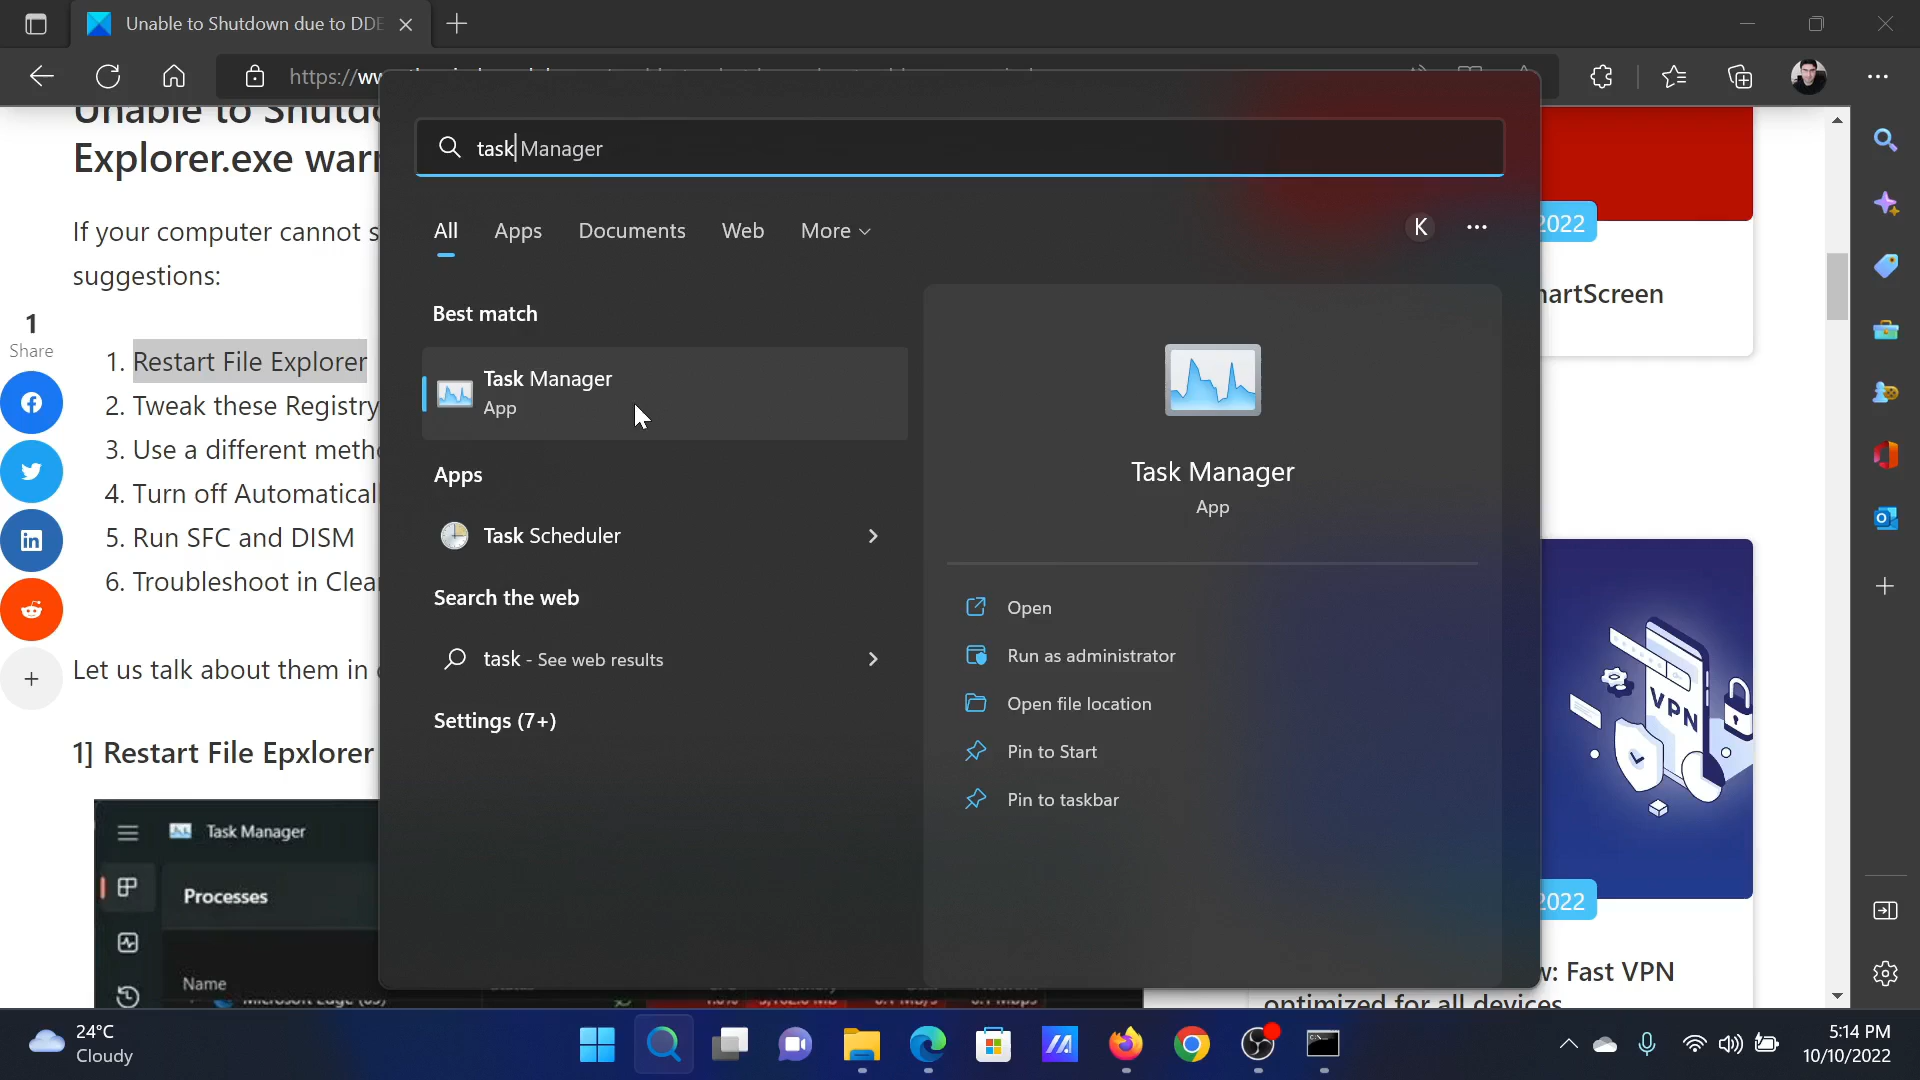 Unable to Shutdown due to DDE
https://ww
Explorer.exe warn
If your computer cannot s
suggestions:
1
Share
1. Restart File Explorer
2. Tweak these Registry
3. Use a different metho
4. Turn off Automatical
5. Run SFC and DISM
6. Troubleshoot in Clea
Let us talk about them in
1] Restart File Epxlorer
Task Manager
Processes
Name
Microsoft Edge
task Manager
All
Apps
Documents
Web
More
K
Best match
Task Manager
App
Apps
Task Scheduler
Search the web
task - See web results
Settings (7+)
Task Manager
App
Open
Run as administrator
Open file location
Pin to Start
Pin to taskbar
2022
artScreen
VPN
2022
w: Fast VPN
optimized for all devices
24°C
Cloudy
5:14 PM
10/10/2022